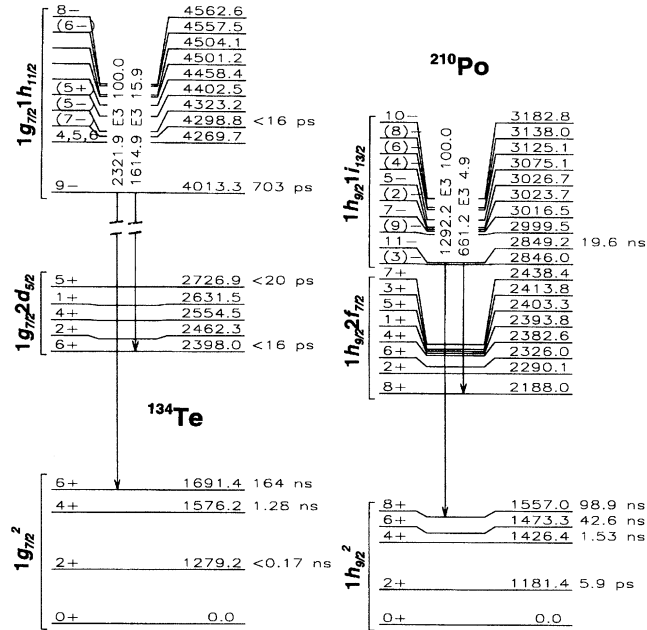 1g7/2 1h11/2
8− 4562.6
(6−) 4557.5
4504.1
4501.2
4458.4
(5+) 4402.5
(5−) 4323.2
(7−) 4298.8 <16 ps
4,5,6 4269.7
9− 4013.3 703 ps
2321.9 E3 100.0
1614.9 E3 15.9
1g7/2 2d5/2
5+ 2726.9 <20 ps
1+ 2631.5
4+ 2554.5
2+ 2462.3
6+ 2398.0 <16 ps
134Te
1g7/2 2
6+ 1691.4 164 ns
4+ 1576.2 1.28 ns
2+ 1279.2 <0.17 ns
0+ 0.0
210Po
1h9/2 1i13/2
10− 3182.8
(8) 3138.0
(6) 3125.1
(4) 3075.1
5− 3026.7
(2) 3023.7
7− 3016.5
(9) 2999.5
11− 2849.2 19.6 ns
(3) 2846.0
1292.2 E3 100.0
661.2 E3 4.9
1h9/2 2f7/2
7+ 2438.4
3+ 2413.8
5+ 2403.3
1+ 2393.8
4+ 2382.6
6+ 2326.0
2+ 2290.1
8+ 2188.0
1h9/2 2
8+ 1557.0 98.9 ns
6+ 1473.3 42.6 ns
4+ 1426.4 1.53 ns
2+ 1181.4 5.9 ps
0+ 0.0